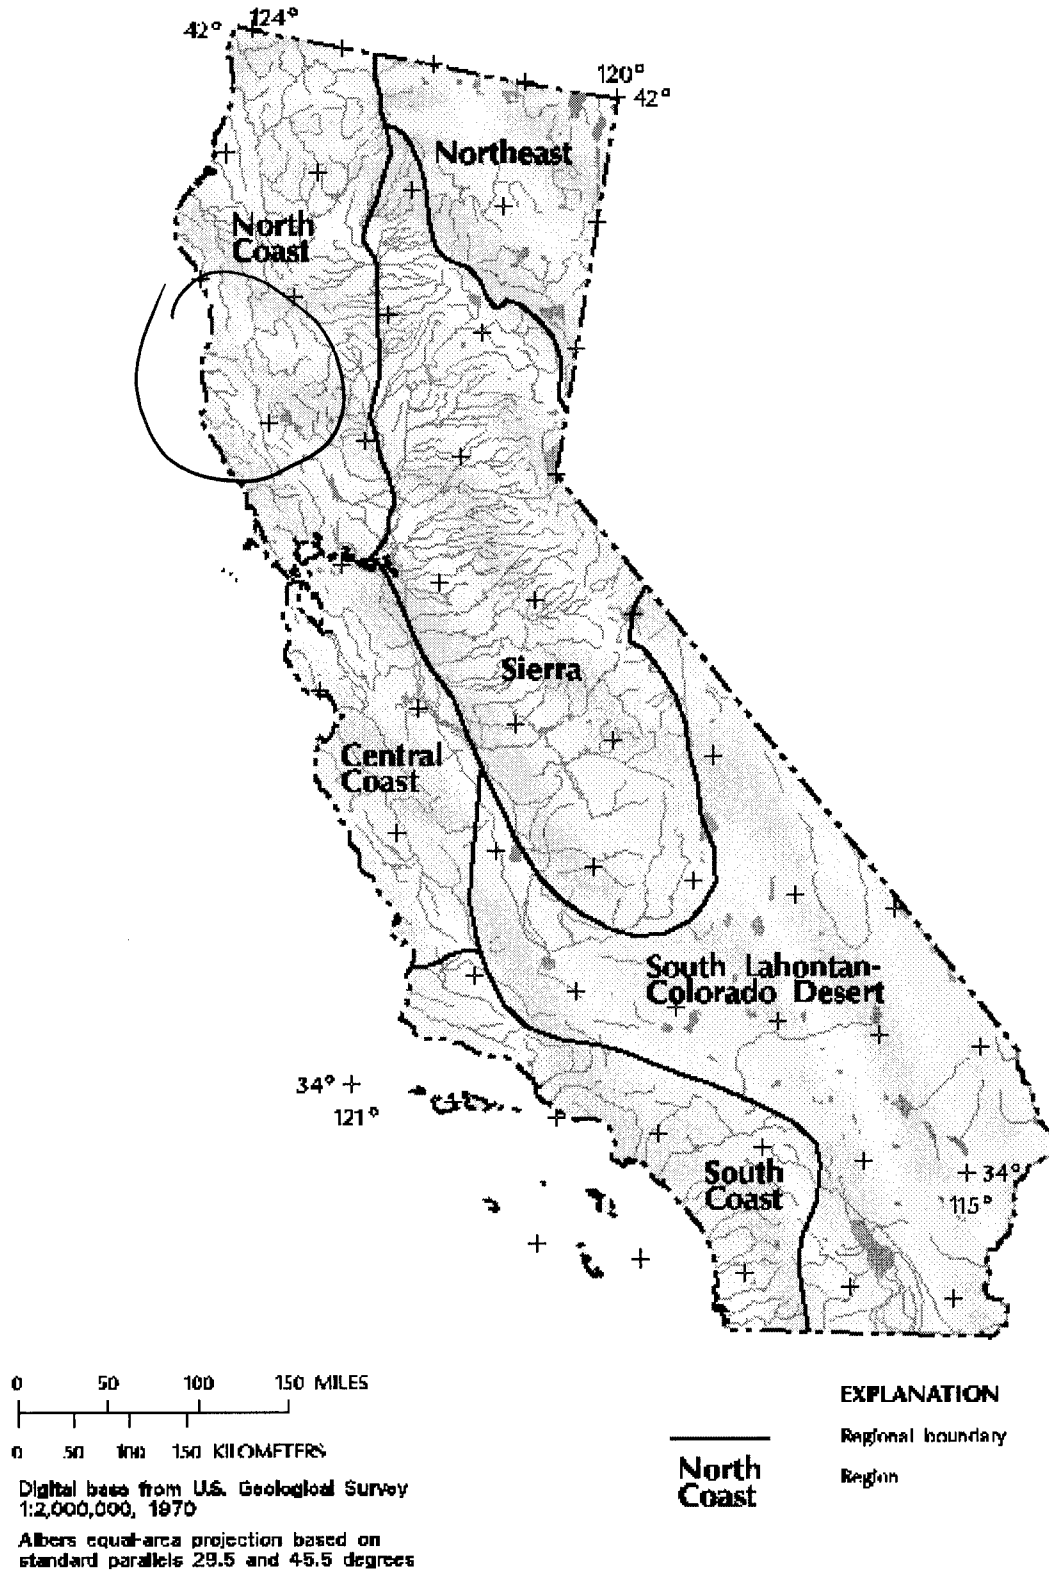 42° 124°
120°
42°
Northeast
North
Coast
Sierra
Central
Coast
South Lahontan-
Colorado Desert
34°
121°
South
Coast
34°
115°
0 50 100 150 MILES
0 50 100 150 KILOMETERS
Digital base from U.S. Geological Survey
1:2,000,000, 1970
Albers equal-area projection based on
standard parallels 29.5 and 45.5 degrees
EXPLANATION
Regional boundary
North
Coast
Region